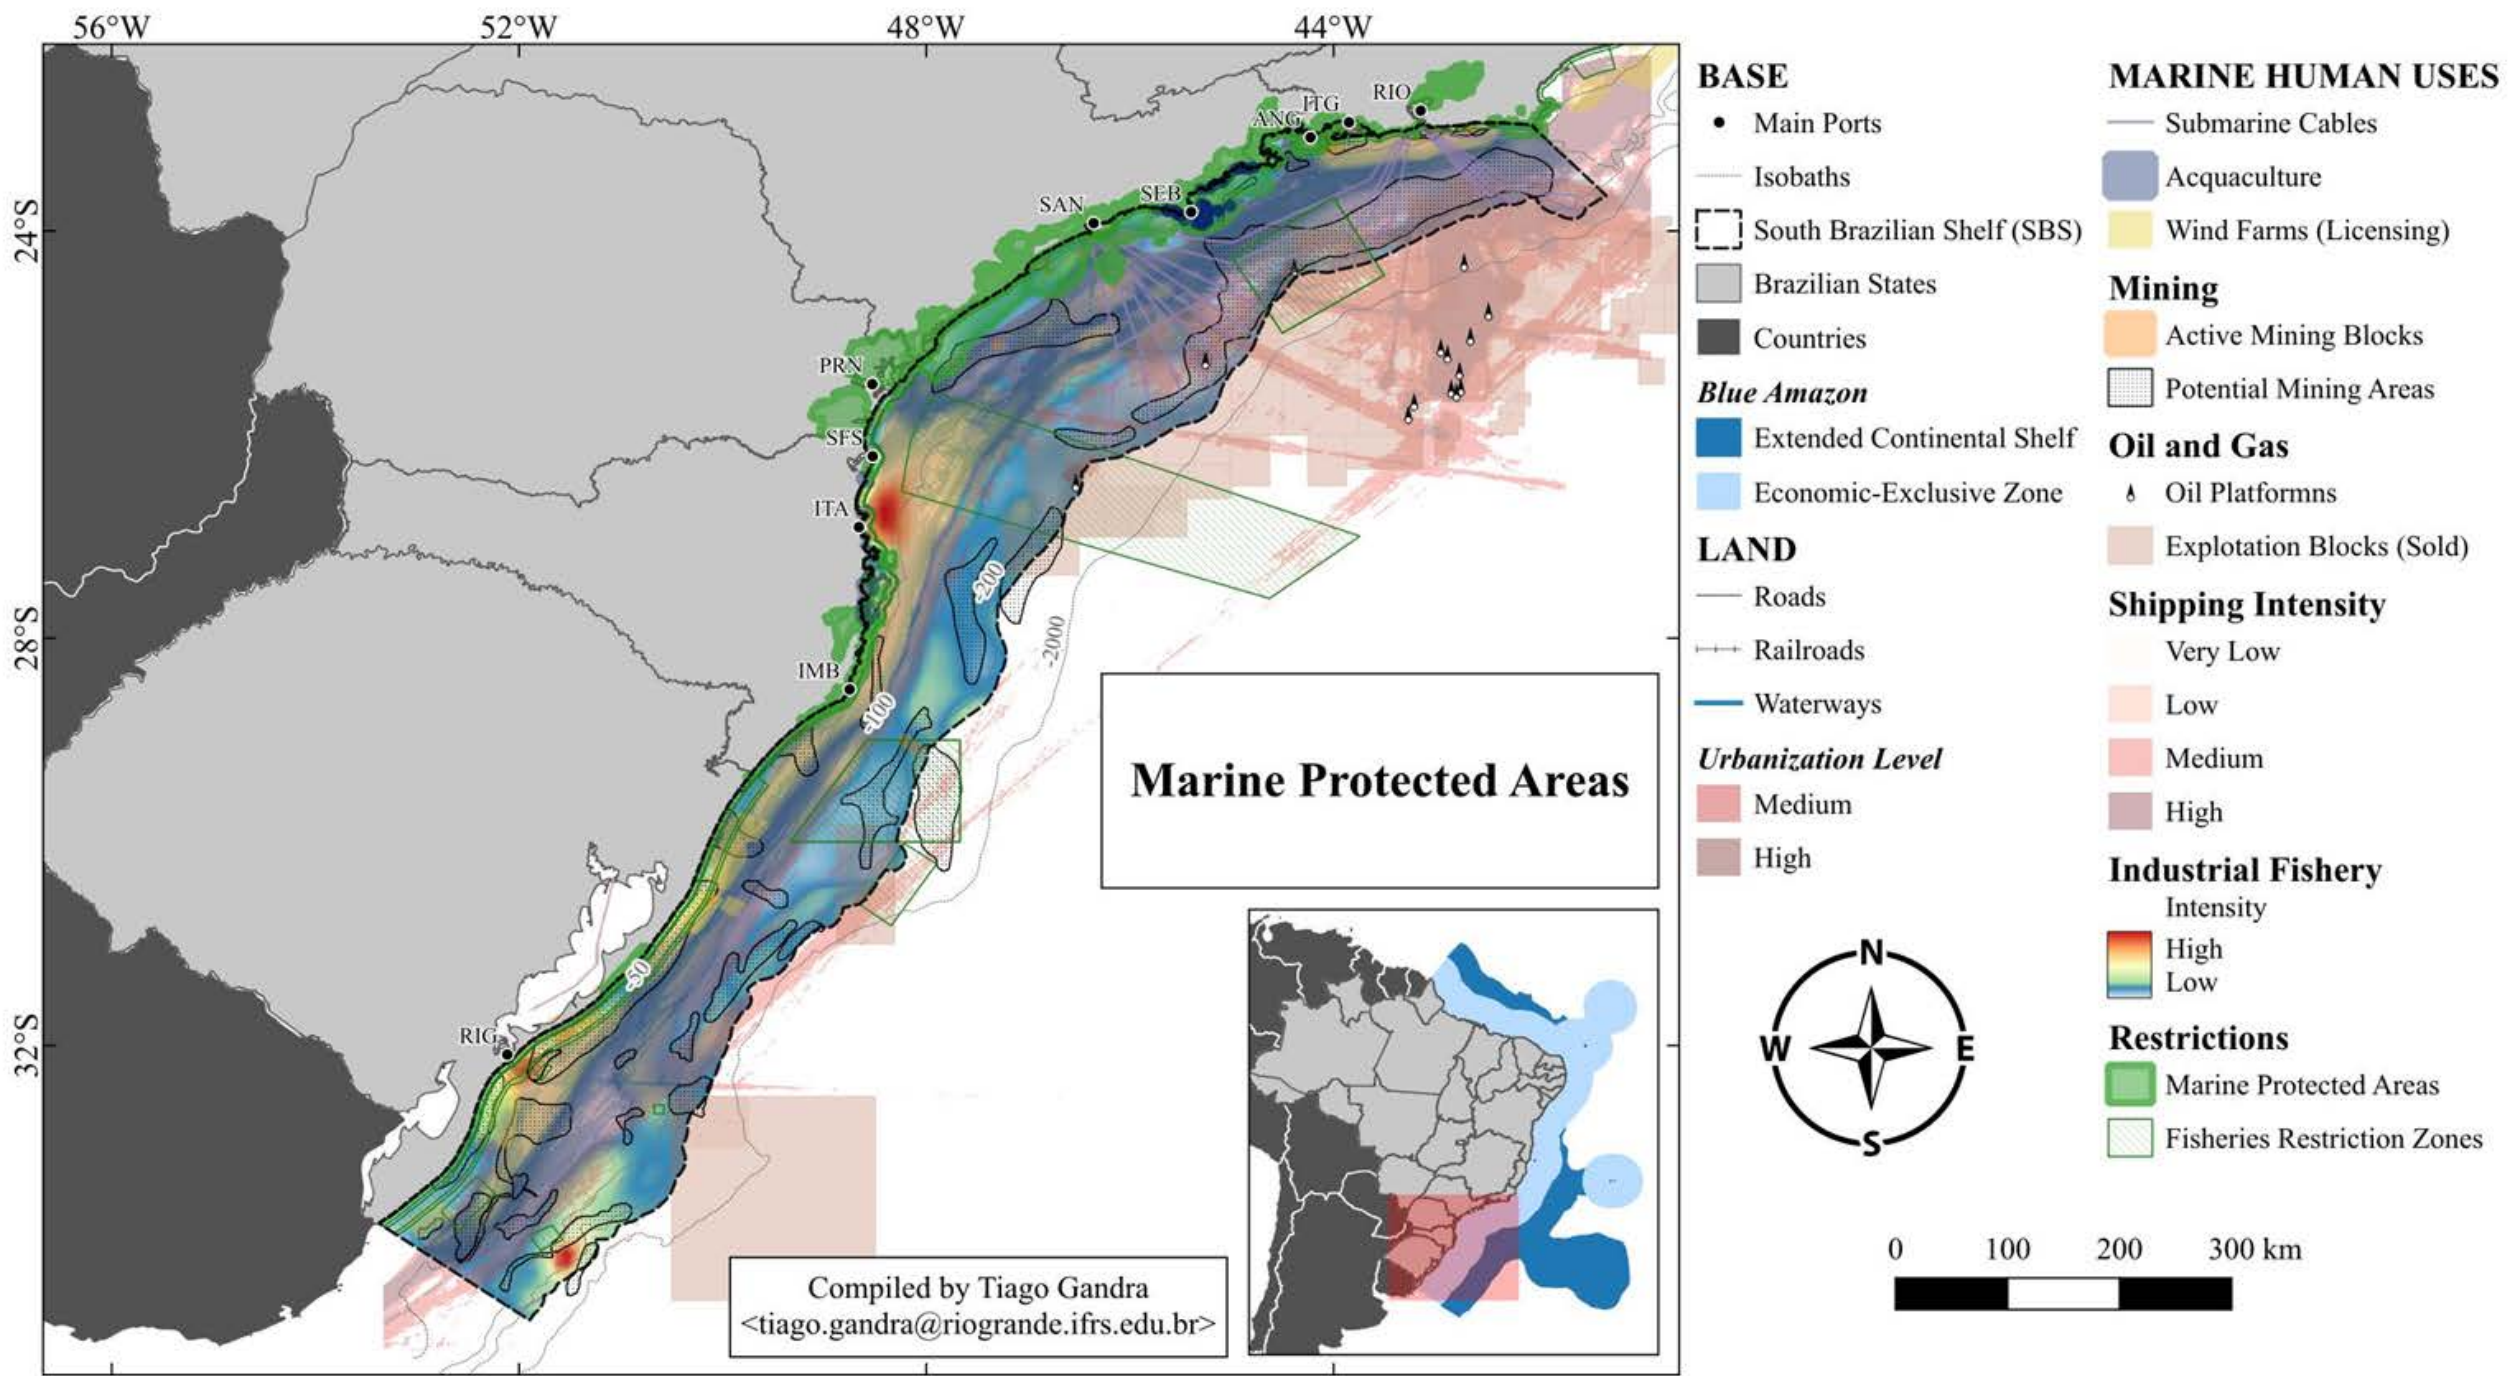 56°W 52°W 48°W 44°W
24°S
28°S
32°S
RIO
ITG
ANG
SEB
SAN
PRN
SFS
ITA
IMB
RIG
-200
-2000
-100
-50
Marine Protected Areas
Compiled by Tiago Gandra
<tiago.gandra@riogrande.ifrs.edu.br>
BASE
Main Ports
Isobaths
South Brazilian Shelf (SBS)
Brazilian States
Countries
Blue Amazon
Extended Continental Shelf
Economic-Exclusive Zone
LAND
Roads
Railroads
Waterways
Urbanization Level
Medium
High
MARINE HUMAN USES
Submarine Cables
Acquaculture
Wind Farms (Licensing)
Mining
Active Mining Blocks
Potential Mining Areas
Oil and Gas
Oil Platformns
Explotation Blocks (Sold)
Shipping Intensity
Very Low
Low
Medium
High
Industrial Fishery
Intensity
High
Low
Restrictions
Marine Protected Areas
Fisheries Restriction Zones
N
W E
S
0 100 200 300 km